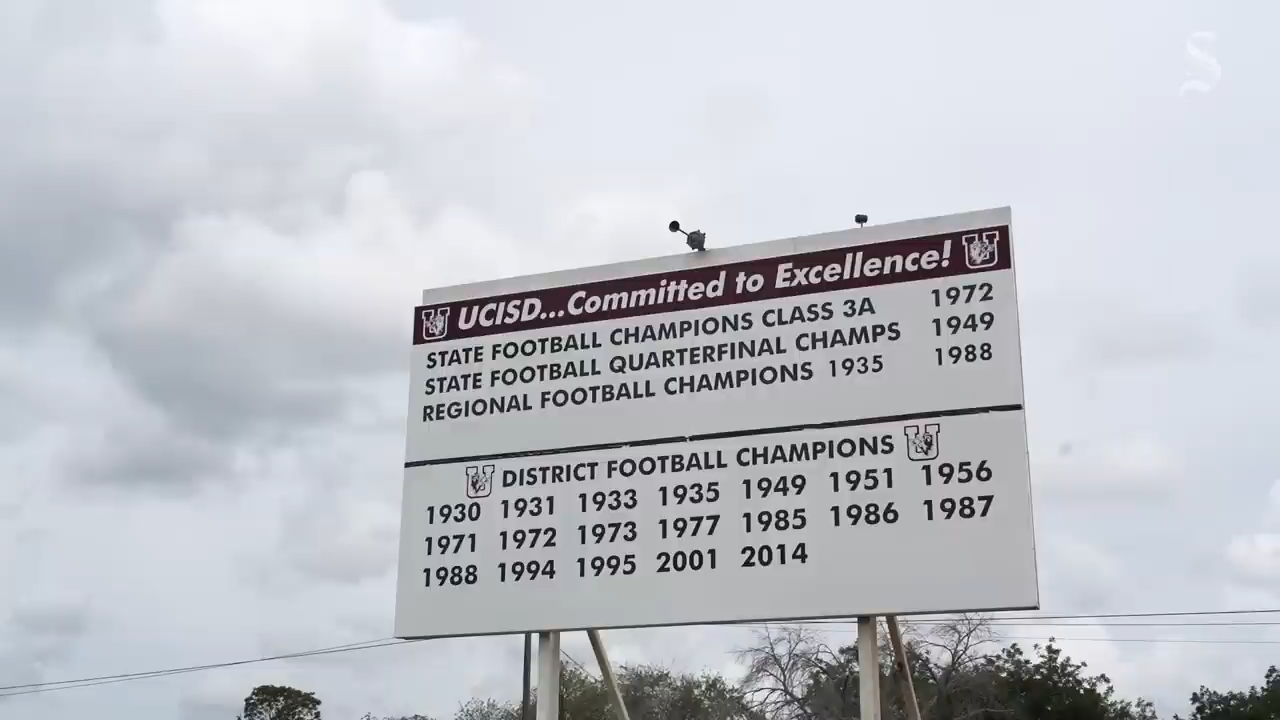 S
U UCISD...Committed to Excellence! U
STATE FOOTBALL CHAMPIONS CLASS 3A 1972
STATE FOOTBALL QUARTERFINAL CHAMPS 1949
REGIONAL FOOTBALL CHAMPIONS 1935 1988
U DISTRICT FOOTBALL CHAMPIONS U
1930 1931 1933 1935 1949 1951 1956
1971 1972 1973 1977 1985 1986 1987
1988 1994 1995 2001 2014